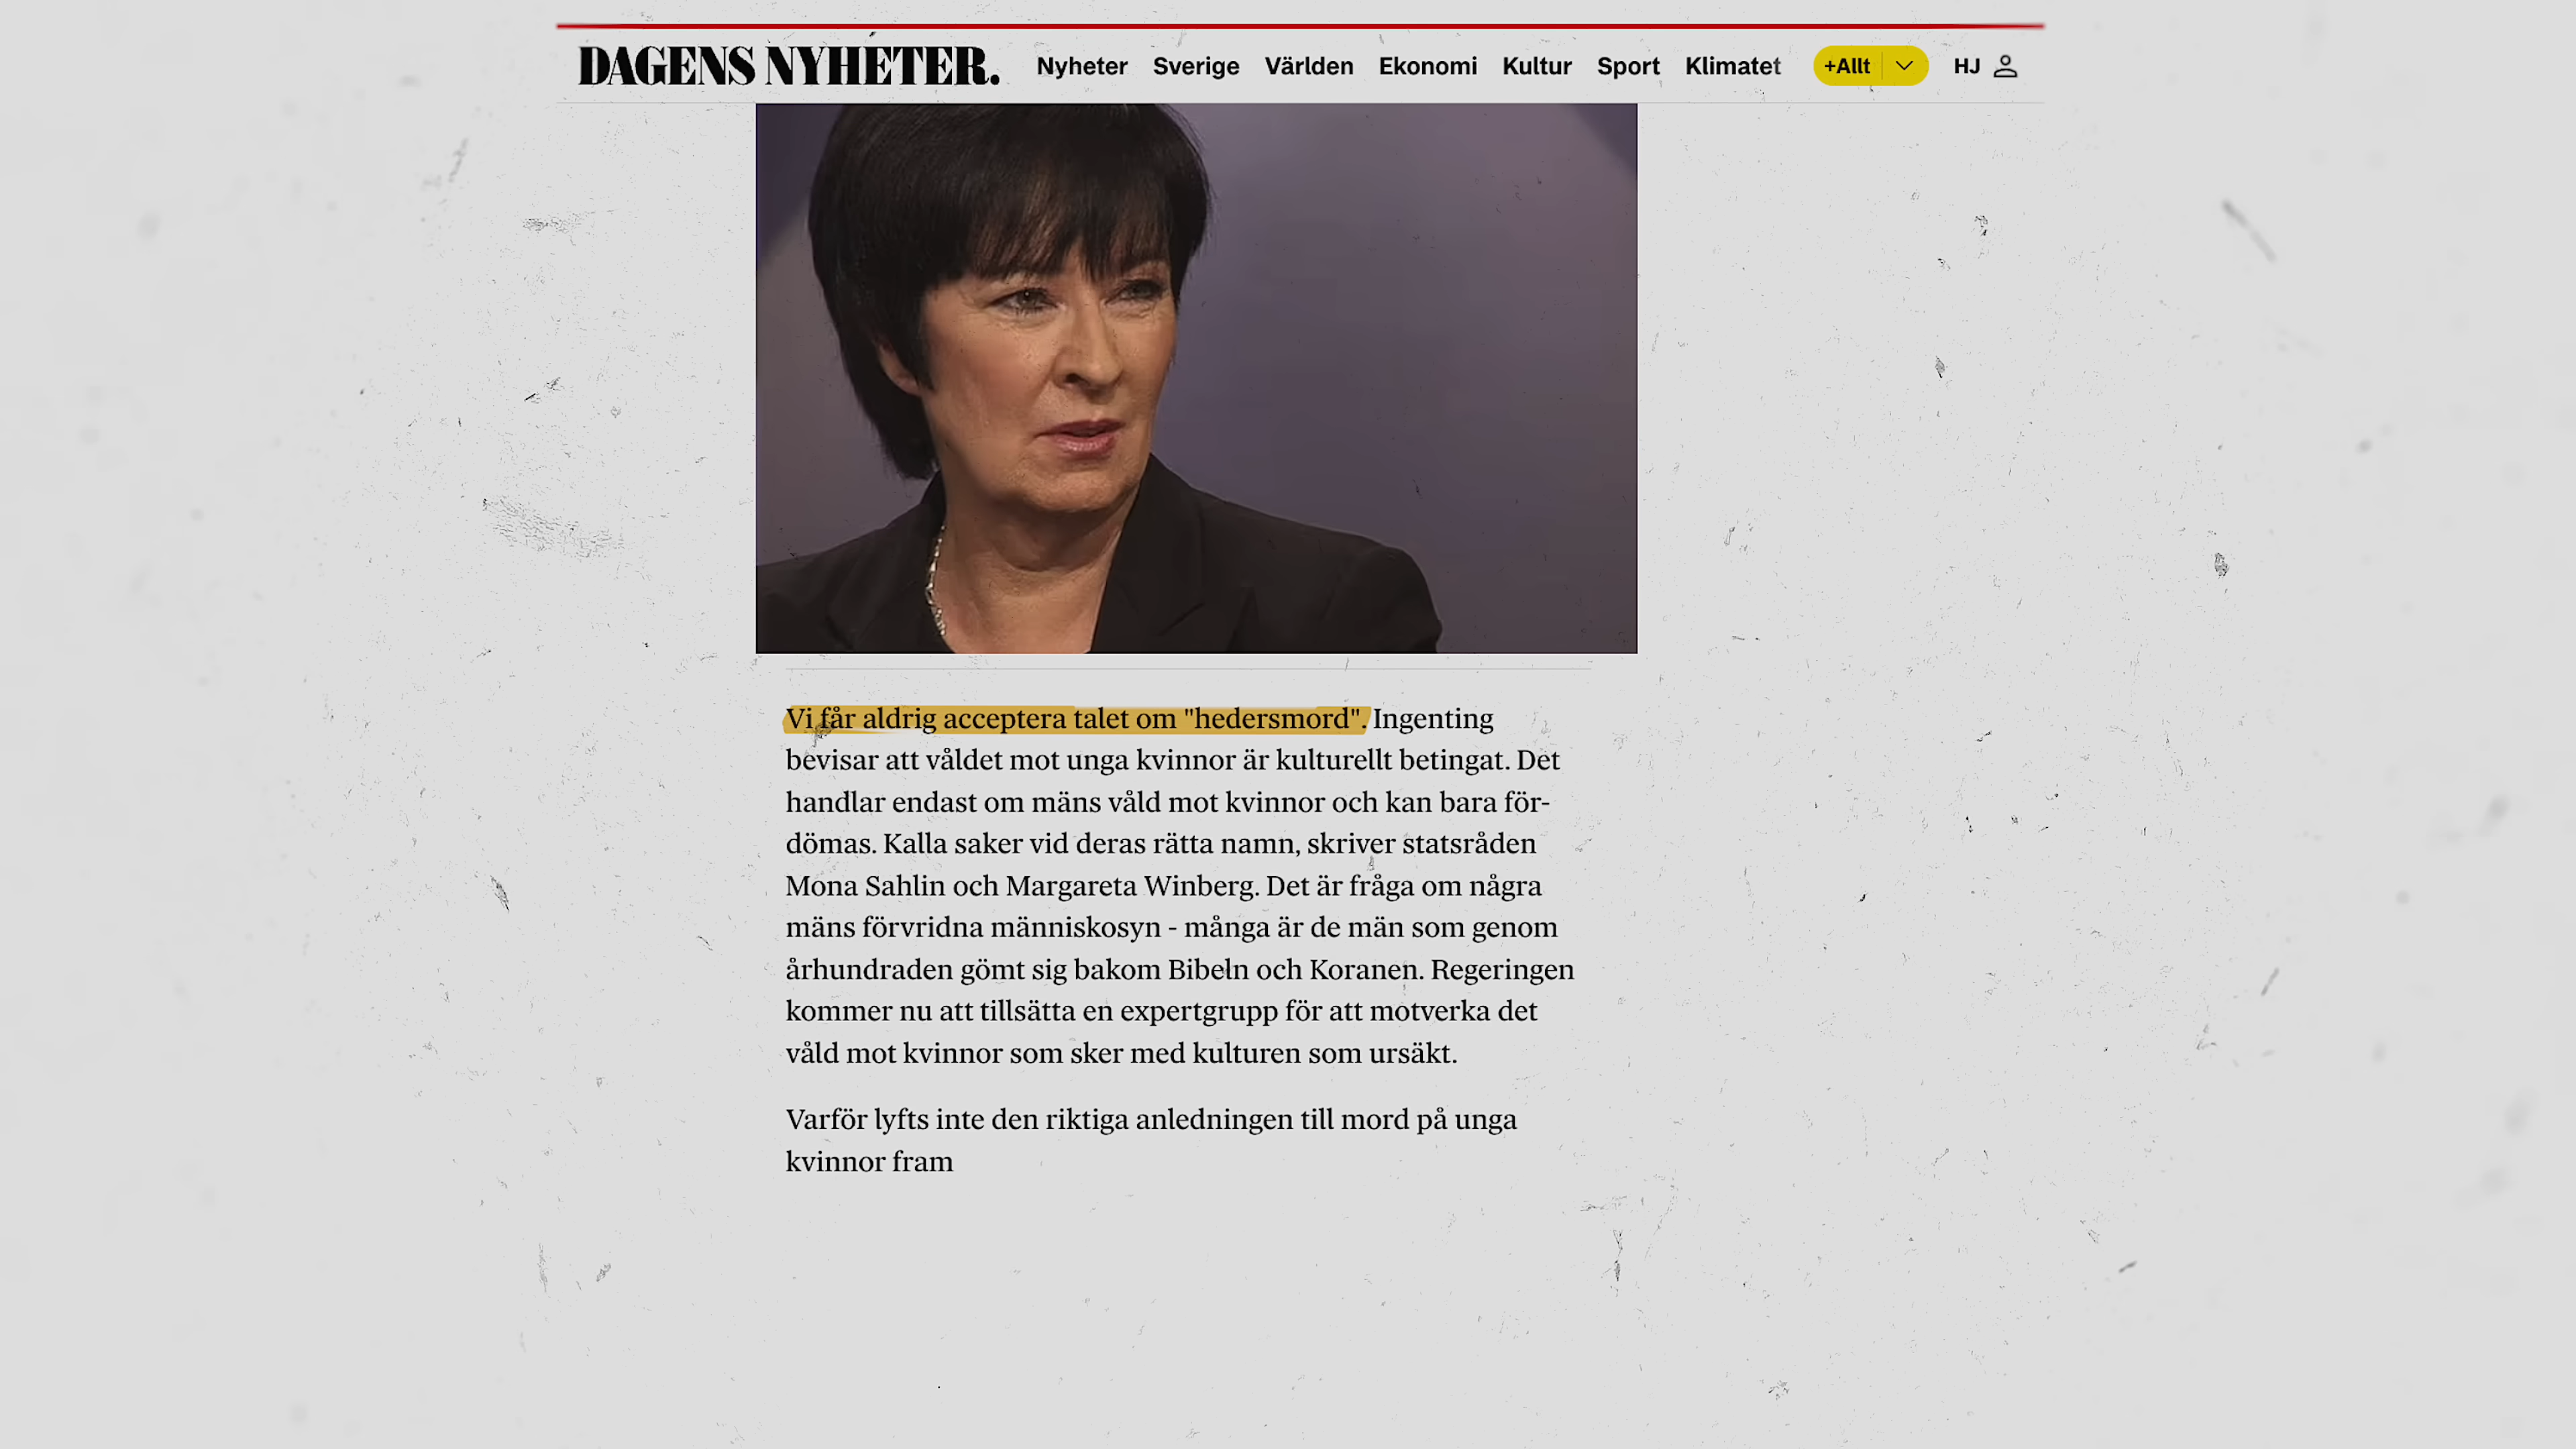 DAGENS NYHETER.
Nyheter Sverige Världen Ekonomi Kultur Sport Klimatet +Allt HJ
Vi får aldrig acceptera talet om "hedersmord". Ingenting
bevisar att våldet mot unga kvinnor är kulturellt betingat. Det
handlar endast om mäns våld mot kvinnor och kan bara för-
dömas. Kalla saker vid deras rätta namn, skriver statsråden
Mona Sahlin och Margareta Winberg. Det är fråga om några
mäns förvridna människosyn - många är de män som genom
århundraden gömt sig bakom Bibeln och Koranen. Regeringen
kommer nu att tillsätta en expertgrupp för att motverka det
våld mot kvinnor som sker med kulturen som ursäkt.
Varför lyfts inte den riktiga anledningen till mord på unga
kvinnor fram